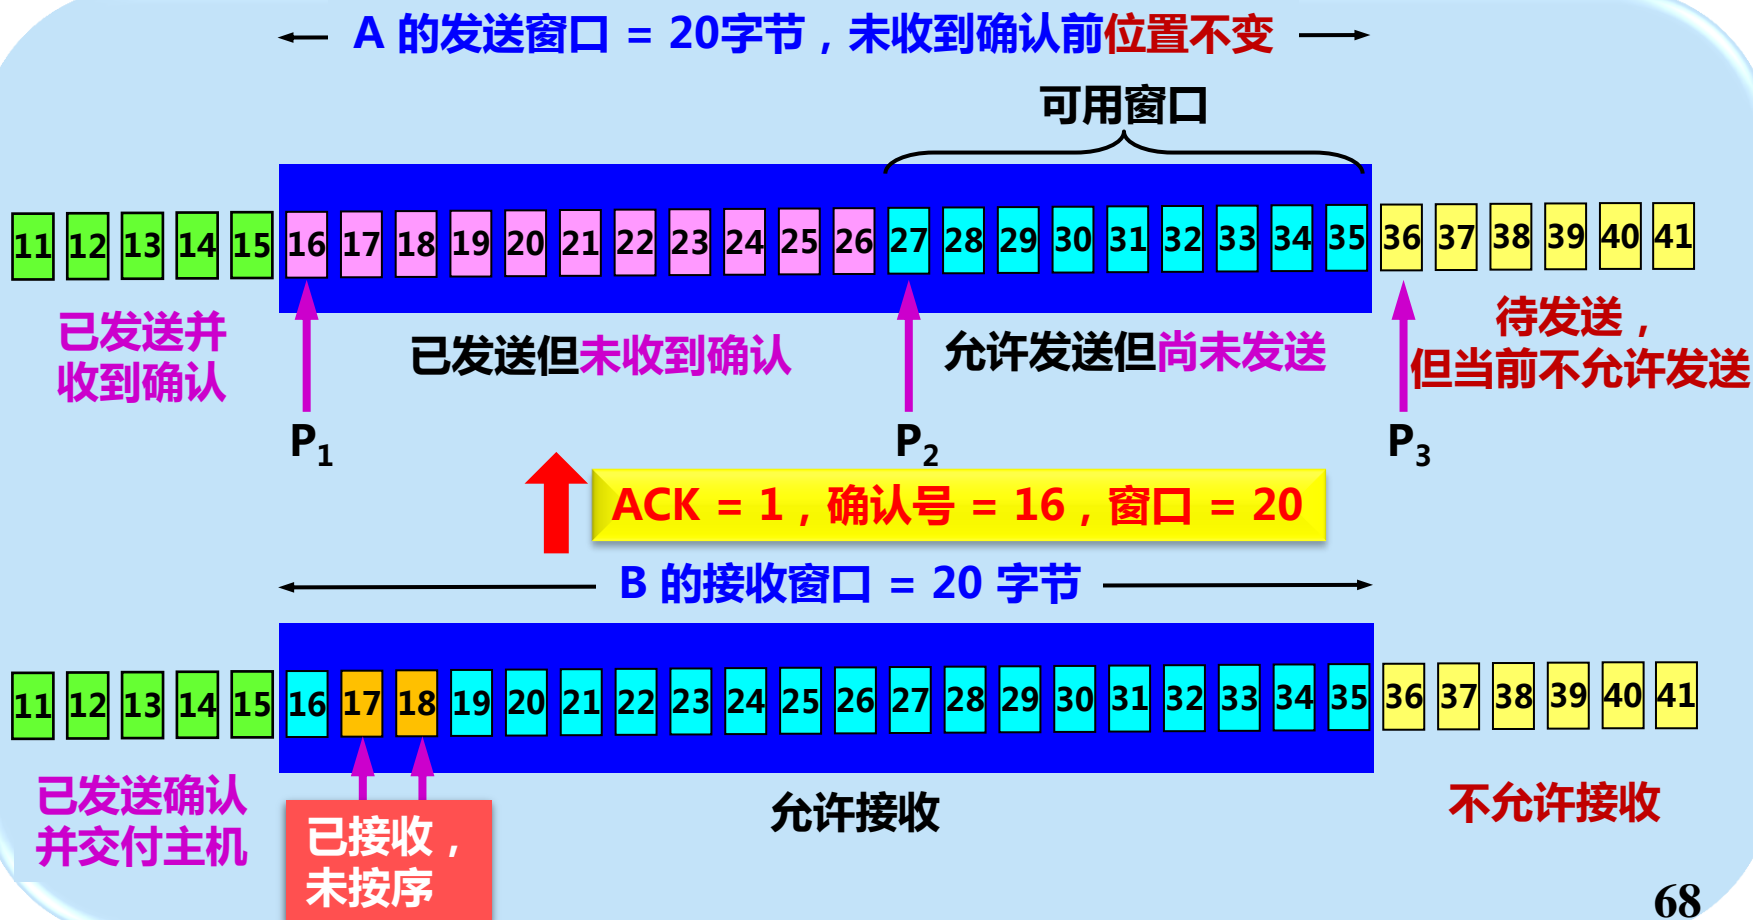 A 的发送窗口 = 20字节，未收到确认前位置不变
可用窗口
11 12 13 14 15 16 17 18 19 20 21 22 23 24 25 26 27 28 29 30 31 32 33 34 35 36 37 38 39 40 41
已发送并
收到确认
已发送但未收到确认
允许发送但尚未发送
待发送，
但当前不允许发送
P1 P2 P3
ACK = 1，确认号 = 16，窗口 = 20
B 的接收窗口 = 20 字节
11 12 13 14 15 16 17 18 19 20 21 22 23 24 25 26 27 28 29 30 31 32 33 34 35 36 37 38 39 40 41
已发送确认
并交付主机
已接收，
未按序
允许接收
不允许接收
68